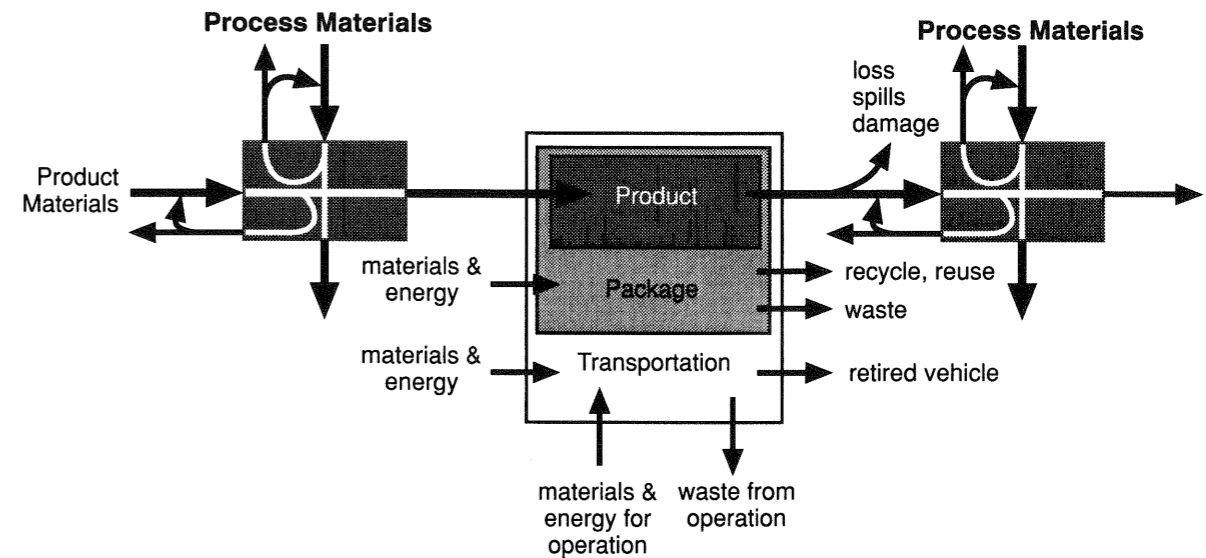 Process Materials
Process Materials
loss
spills
damage
Product
Materials
Product
materials &
energy
Package
recycle, reuse
waste
materials &
energy
Transportation
retired vehicle
materials &
energy for
operation
waste from
operation